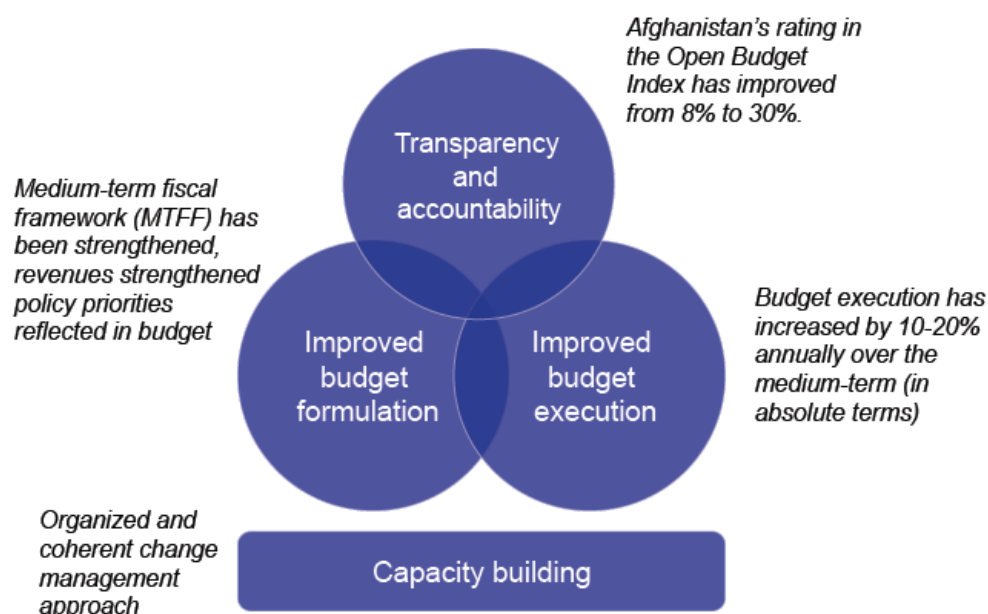 Afghanistan's rating in
the Open Budget
Index has improved
from 8% to 30%.
Transparency
and
accountability
Medium-term fiscal
framework (MTFF) has
been strengthened,
revenues strengthened
policy priorities
reflected in budget
Improved
budget
formulation
Improved
budget
execution
Budget execution has
increased by 10-20%
annually over the
medium-term (in
absolute terms)
Organized and
coherent change
management
approach
Capacity building